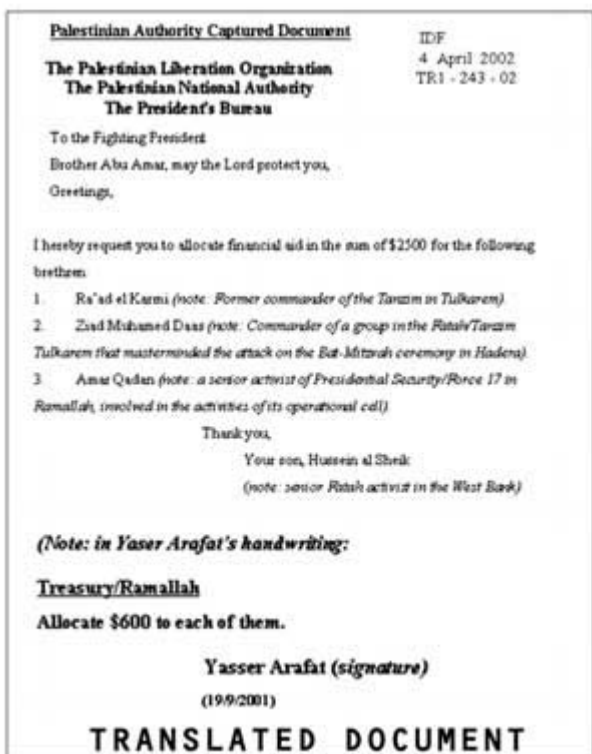 Palestinian Authority Captured Document
IDF
4 April 2002
TR1 - 243 - 02
The Palestinian Liberation Organization
The Palestinian National Authority
The President's Bureau
To the Fighting President
Brother Abu Amar, may the Lord protect you,
Greetings,
I hereby request you to allocate financial aid in the sum of $2500 for the following
brethren
1. Ra'ad el Karmi (note: Former commander of the Tanzim in Tulkarem)
2. Ziad Muhamed Daas (note: Commander of a group in the Fatah/Tanzim
Tulkarem that masterminded the attack on the Bat-Mitzvah ceremony in Hadera).
3. Amar Qadan (note: a senior activist of Presidential Security/Force 17 in
Ramallah, involved in the activities of its operational cell)
Thank you,
Your son, Hussein al Sheik
(note: senior Fatah activist in the West Bank)
(Note: in Yaser Arafat's handwriting:
Treasury/Ramallah
Allocate $600 to each of them.
Yasser Arafat (signature)
(19/9/2001)
TRANSLATED DOCUMENT